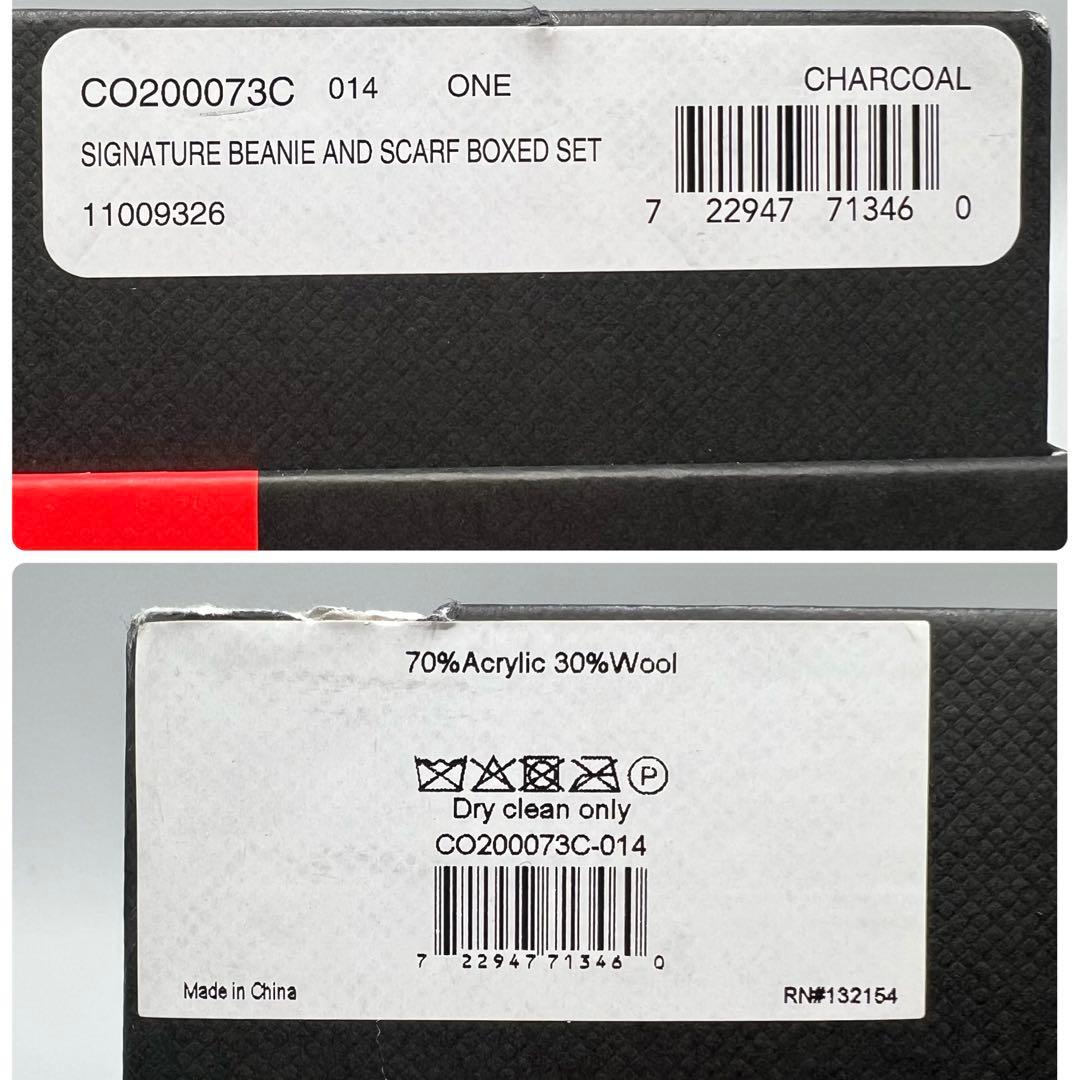 CO200073C 014 ONE CHARCOAL
SIGNATURE BEANIE AND SCARF BOXED SET
11009326
7 22947 71346 0
70%Acrylic 30%Wool
P
Dry clean only
CO200073C-014
7 22947 71346 0
Made in China RN#132154